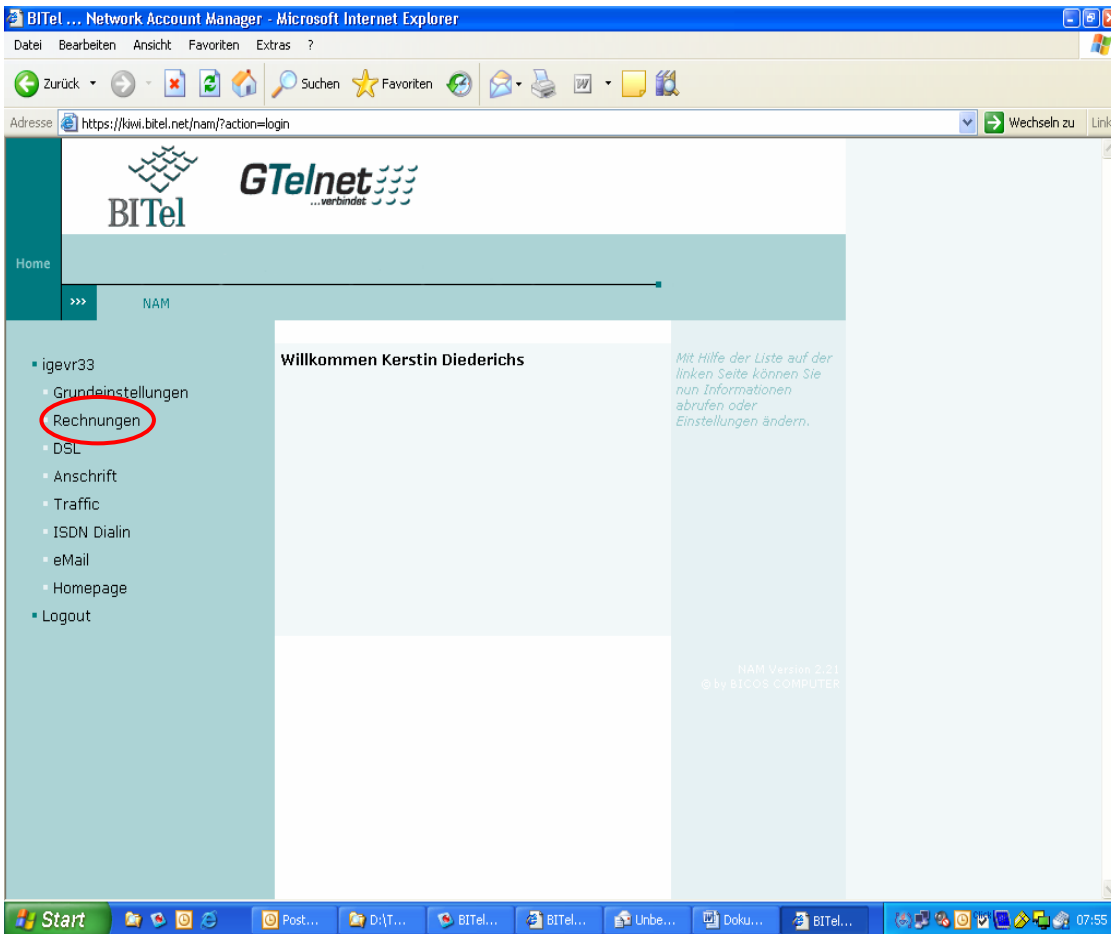 BITel ... Network Account Manager - Microsoft Internet Explorer
Datei Bearbeiten Ansicht Favoriten Extras ?
Zurück Suchen Favoriten
Adresse https://kiwi.bitel.net/nam/?action=login Wechseln zu Link
BITel
GTelnet
...verbindet
Home
>>> NAM
igevr33
Grundeinstellungen
Rechnungen
DSL
Anschrift
Traffic
ISDN Dialin
eMail
Homepage
Logout
Willkommen Kerstin Diederichs
Mit Hilfe der Liste auf der
linken Seite können Sie
nun Informationen
abrufen oder
Einstellungen ändern.
NAM Version 2.21
© by BICOS COMPUTER
Start Post... D:\T... BITel... BITel... Unbe... Doku... BITel... 07:55